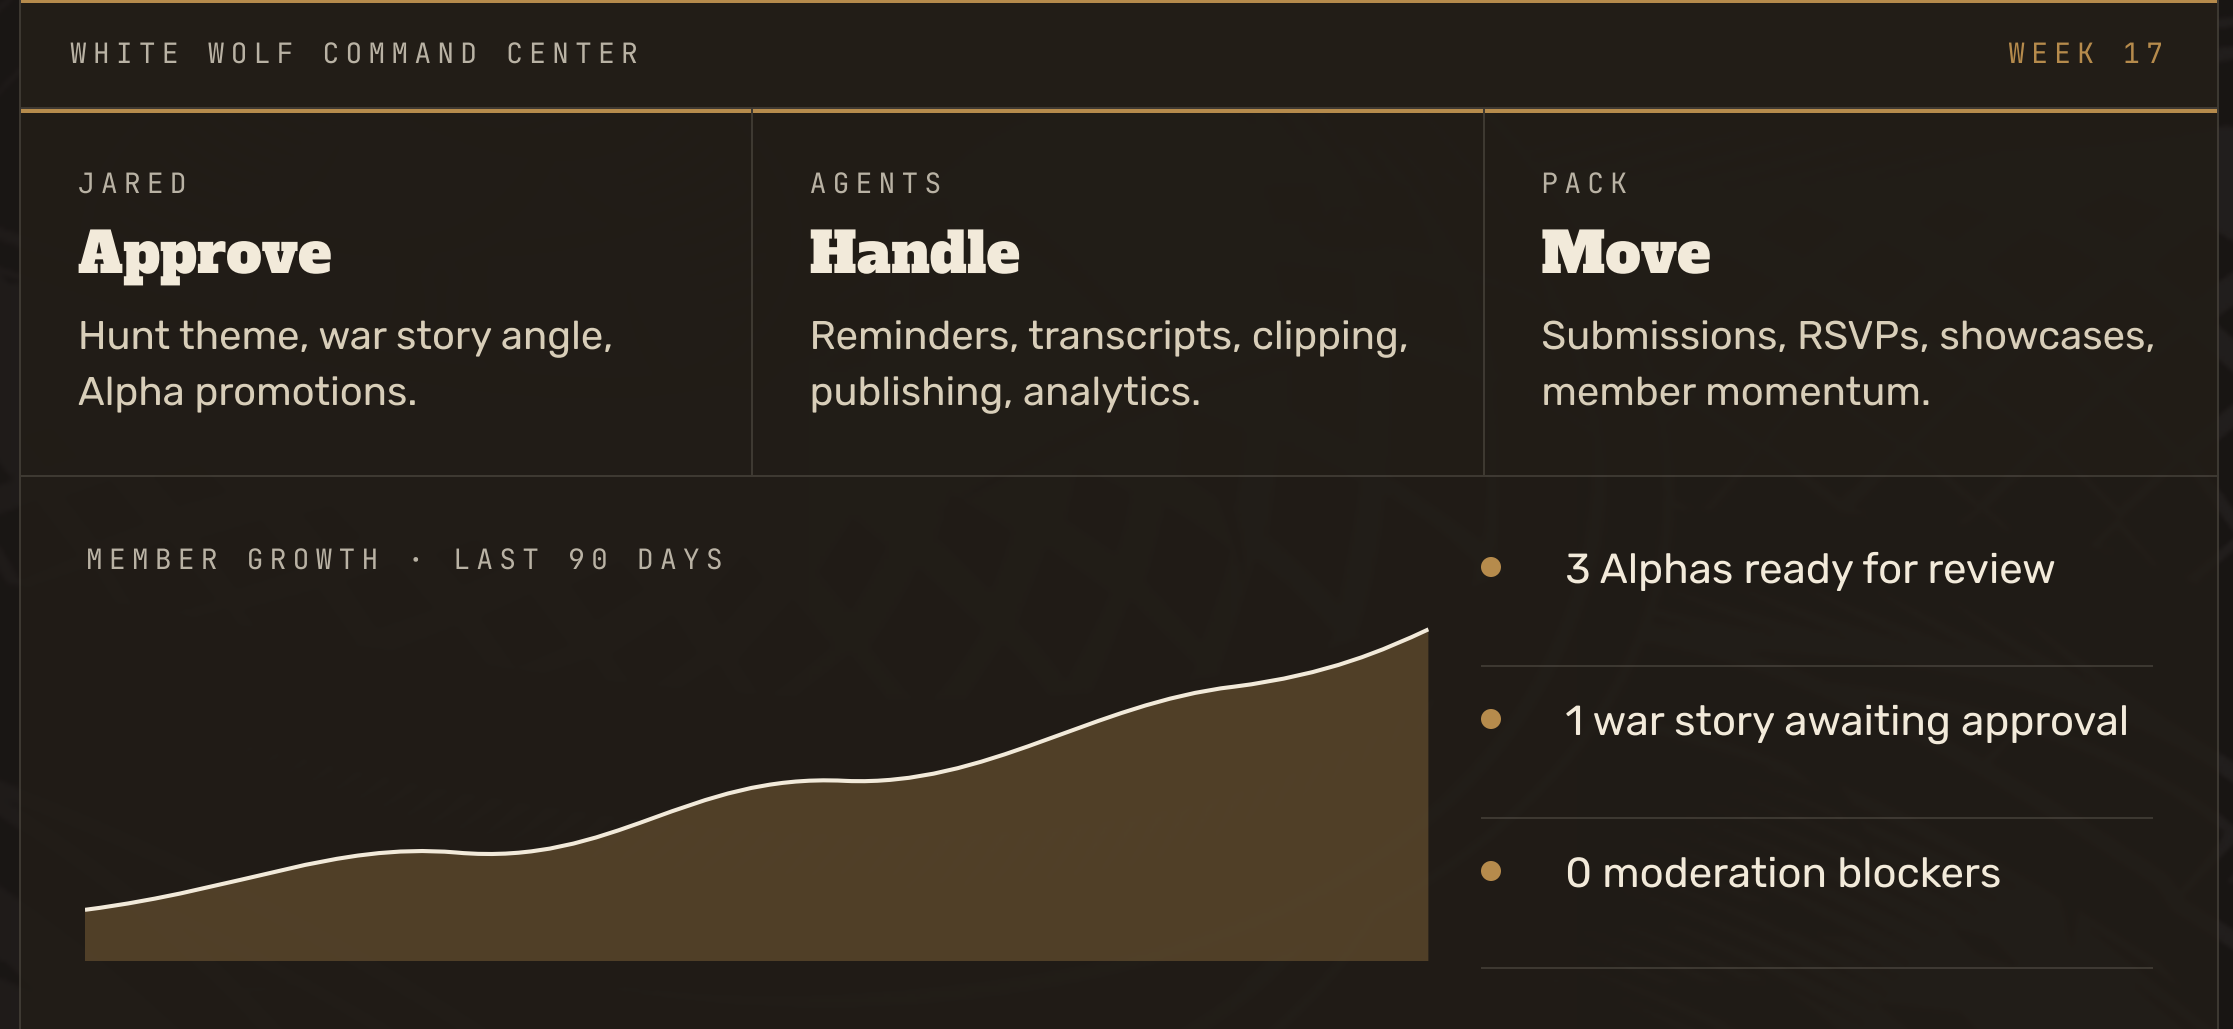 WHITE WOLF COMMAND CENTER
WEEK 17
JARED
Approve
Hunt theme, war story angle,
Alpha promotions.
AGENTS
Handle
Reminders, transcripts, clipping,
publishing, analytics.
PACK
Move
Submissions, RSVPs, showcases,
member momentum.
MEMBER GROWTH · LAST 90 DAYS
3 Alphas ready for review
1 war story awaiting approval
0 moderation blockers